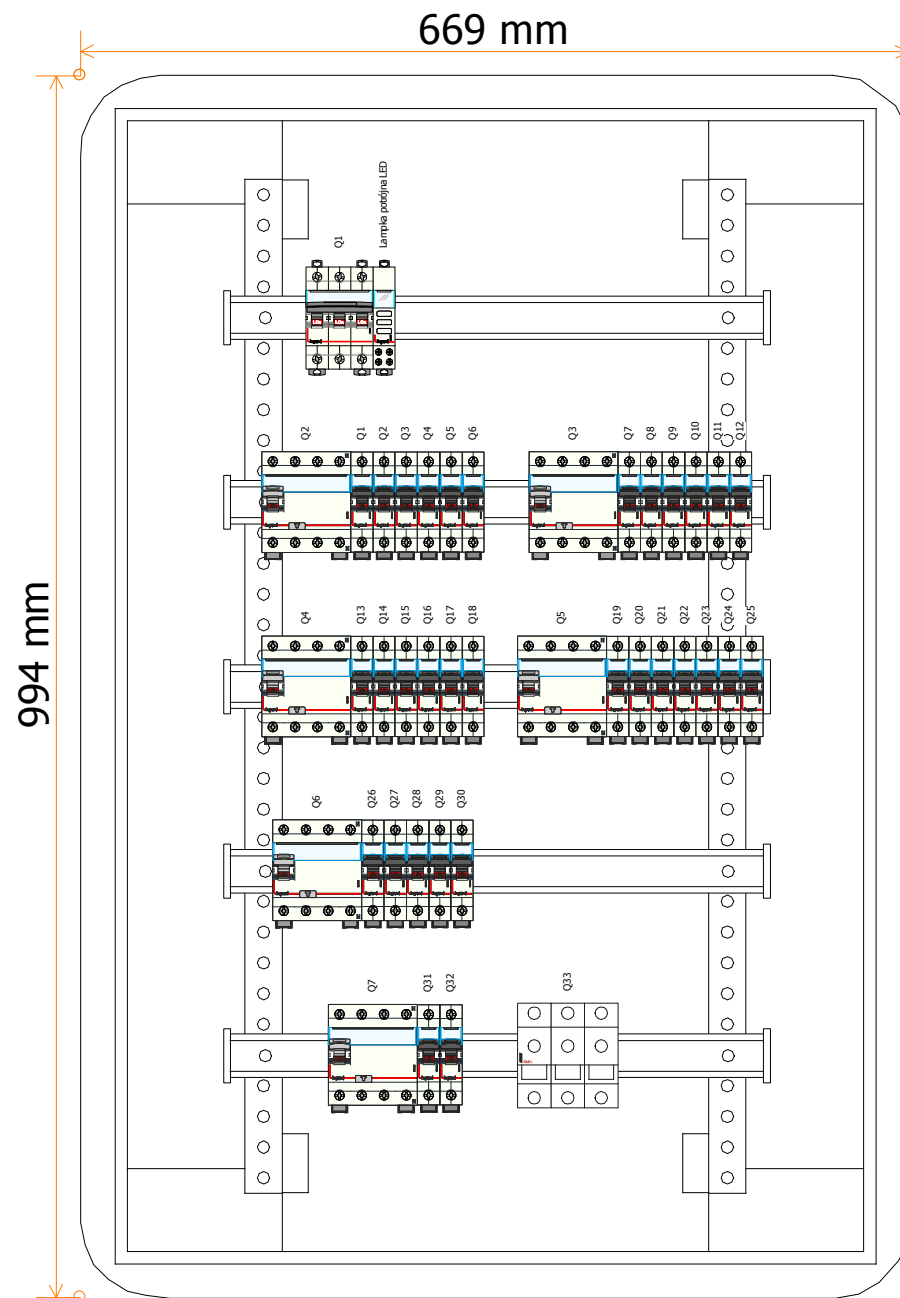 669 mm
994 mm
Q1 Lampka potrójna LED
Q2 Q1 Q2 Q3 Q4 Q5 Q6 Q3 Q7 Q8 Q9 Q10 Q11 Q12
Q4 Q13 Q14 Q15 Q16 Q17 Q18 Q5 Q19 Q20 Q21 Q22 Q23 Q24 Q25
Q6 Q26 Q27 Q28 Q29 Q30
Q7 Q31 Q32 Q33